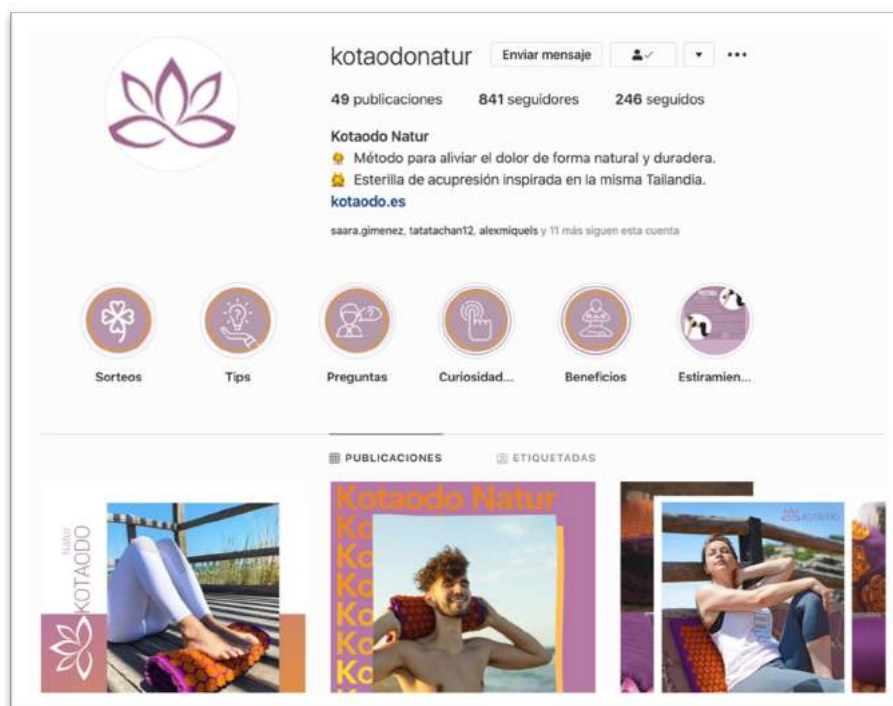 kotaodonatur Enviar mensaje
49 publicaciones 841 seguidores 246 seguidos
Kotaodo Natur
Método para aliviar el dolor de forma natural y duradera.
Esterilla de acupresión inspirada en la misma Tailandia.
kotaodo.es
saara.gimenez, tatatachan12, alexmiquels y 11 más siguen esta cuenta
Sorteos Tips Preguntas Curiosidad... Beneficios Estiramien...
PUBLICACIONES ETIQUETADAS
Natur
KOTAODO
Kotaodo Natur
Ko
Ko
Ko
Ko
Ko
Ko
Ko
KOTAODO